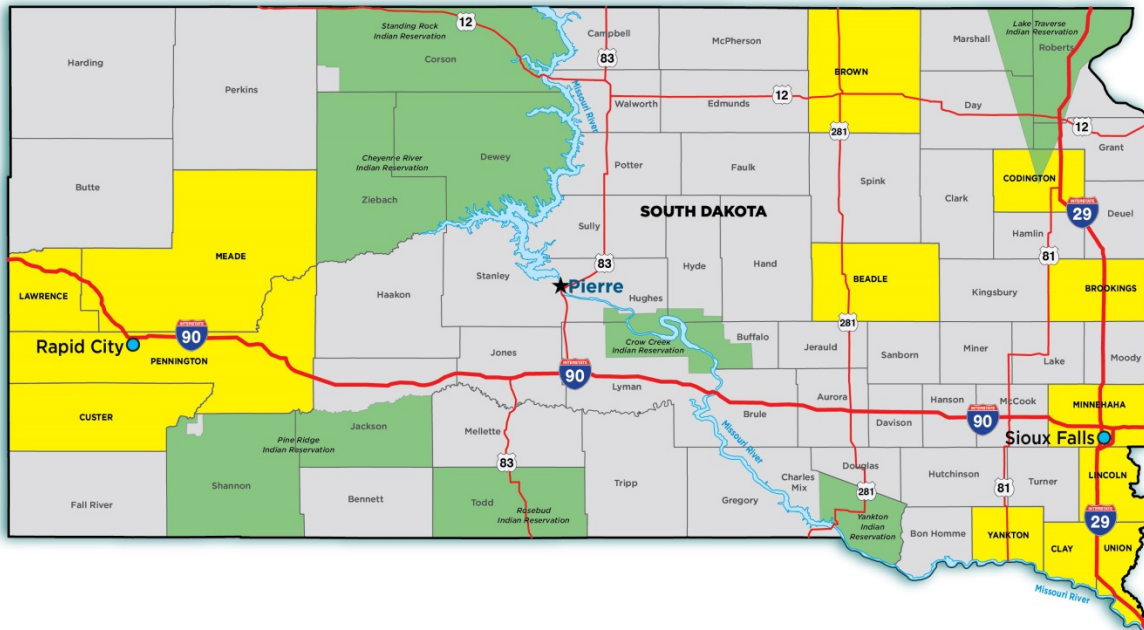 Standing Rock
Indian Reservation
12
Campbell
83
McPherson
Marshall
Lake Traverse
Indian Reservation
Roberts
Harding
Corson
BROWN
Perkins
Missouri River
Walworth
Edmunds
12
Day
12
281
Grant
Cheyenne River
Indian Reservation
Dewey
Potter
Faulk
Spink
CODINGTON
Butte
Ziebach
Clark
SOUTH DAKOTA
INTERSTATE
29
Deuel
Sully
Hamlin
MEADE
83
81
Stanley
Hyde
Hand
BEADLE
Kingsbury
BROOKINGS
LAWRENCE
Haakon
Pierre
Hughes
INTERSTATE
90
281
Buffalo
Rapid City
Crow Creek
Indian Reservation
PENNINGTON
Jones
Jerauld
Sanborn
Miner
Lake
Moody
INTERSTATE
90
Lyman
CUSTER
Aurora
Hanson
McCook
MINNEHAHA
Brule
Davison
INTERSTATE
90
Jackson
Mellette
Sioux Falls
Pine Ridge
Indian Reservation
Missouri River
83
Douglas
Hutchinson
LINCOLN
Shannon
Tripp
Charles
Mix
281
81
Turner
Fall River
Bennett
Todd
Rosebud
Indian Reservation
Gregory
INTERSTATE
29
Yankton
Indian
Reservation
Bon Homme
YANKTON
CLAY
UNION
Missouri River